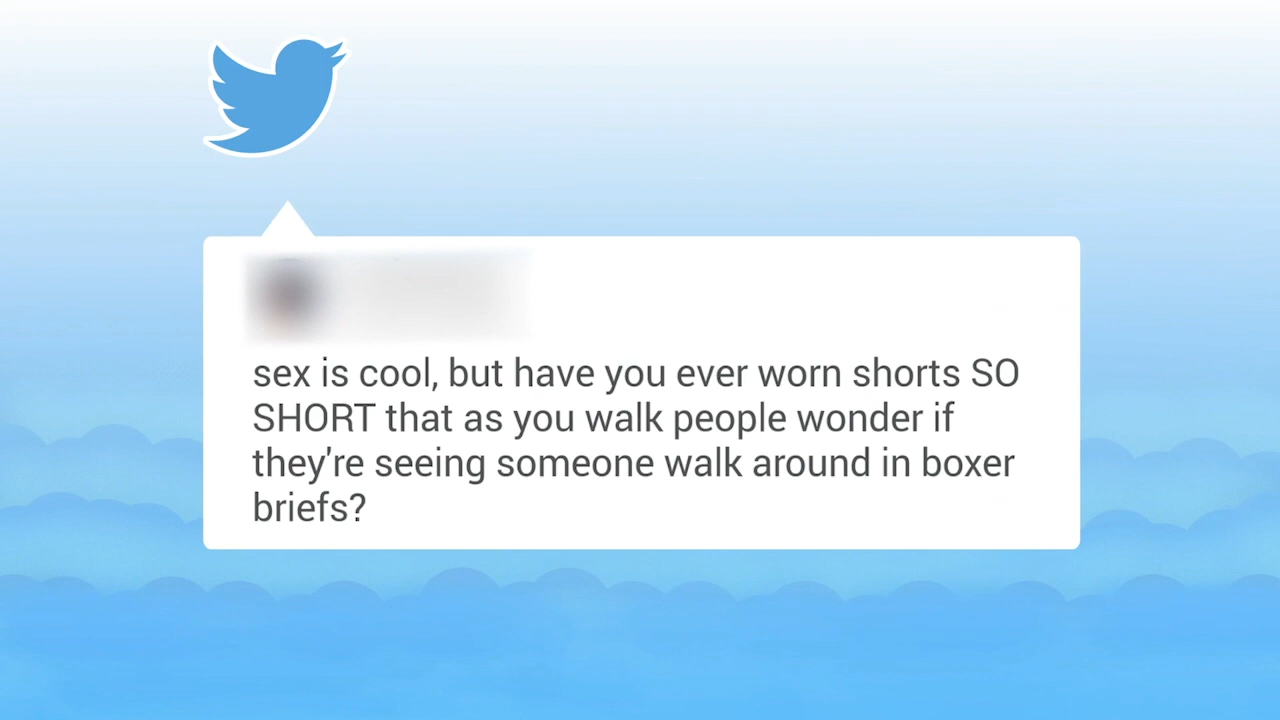 sex is cool, but have you ever worn shorts SO
SHORT that as you walk people wonder if
they're seeing someone walk around in boxer
briefs?